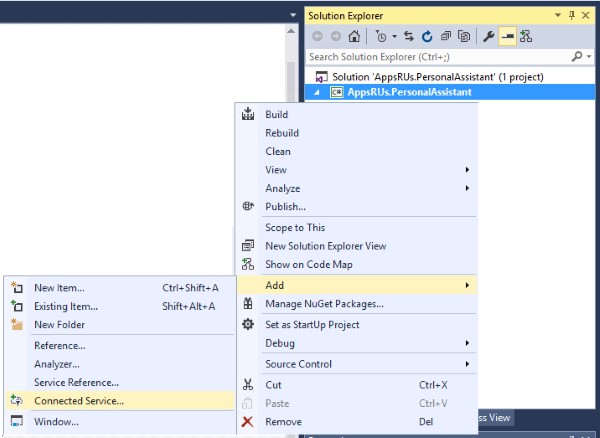 Solution Explorer
Search Solution Explorer (Ctrl+;)
Solution 'AppsRUs.PersonalAssistant' (1 project)
C# AppsRUs.PersonalAssistant
Build
Rebuild
Clean
View
Analyze
Publish...
Scope to This
New Solution Explorer View
Show on Code Map
Add
Manage NuGet Packages...
Set as StartUp Project
Debug
Source Control
Cut Ctrl+X
Paste Ctrl+V
Remove Del
New Item... Ctrl+Shift+A
Existing Item... Shift+Alt+A
New Folder
Reference...
Analyzer...
Service Reference...
Connected Service...
Window...
ss View